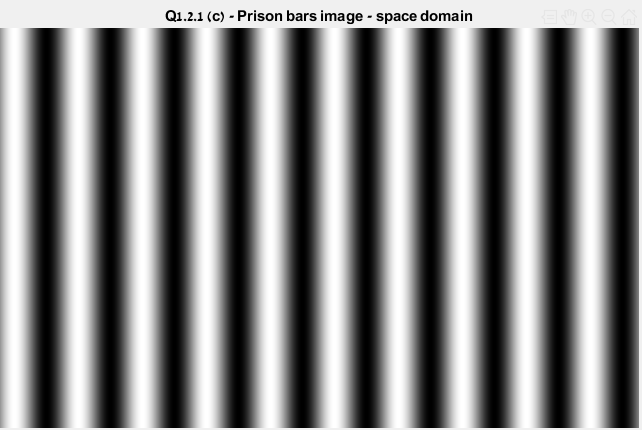 Q1.2.1 (c) - Prison bars image - space domain